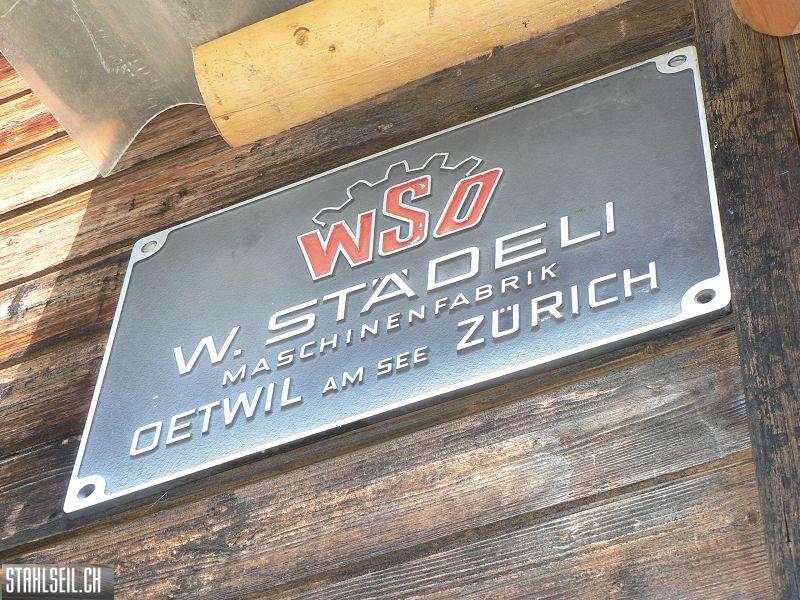 WSO
W. STÄDELI
MASCHINENFABRIK
OETWIL AM SEE ZÜRICH
STAHLSEIL.CH